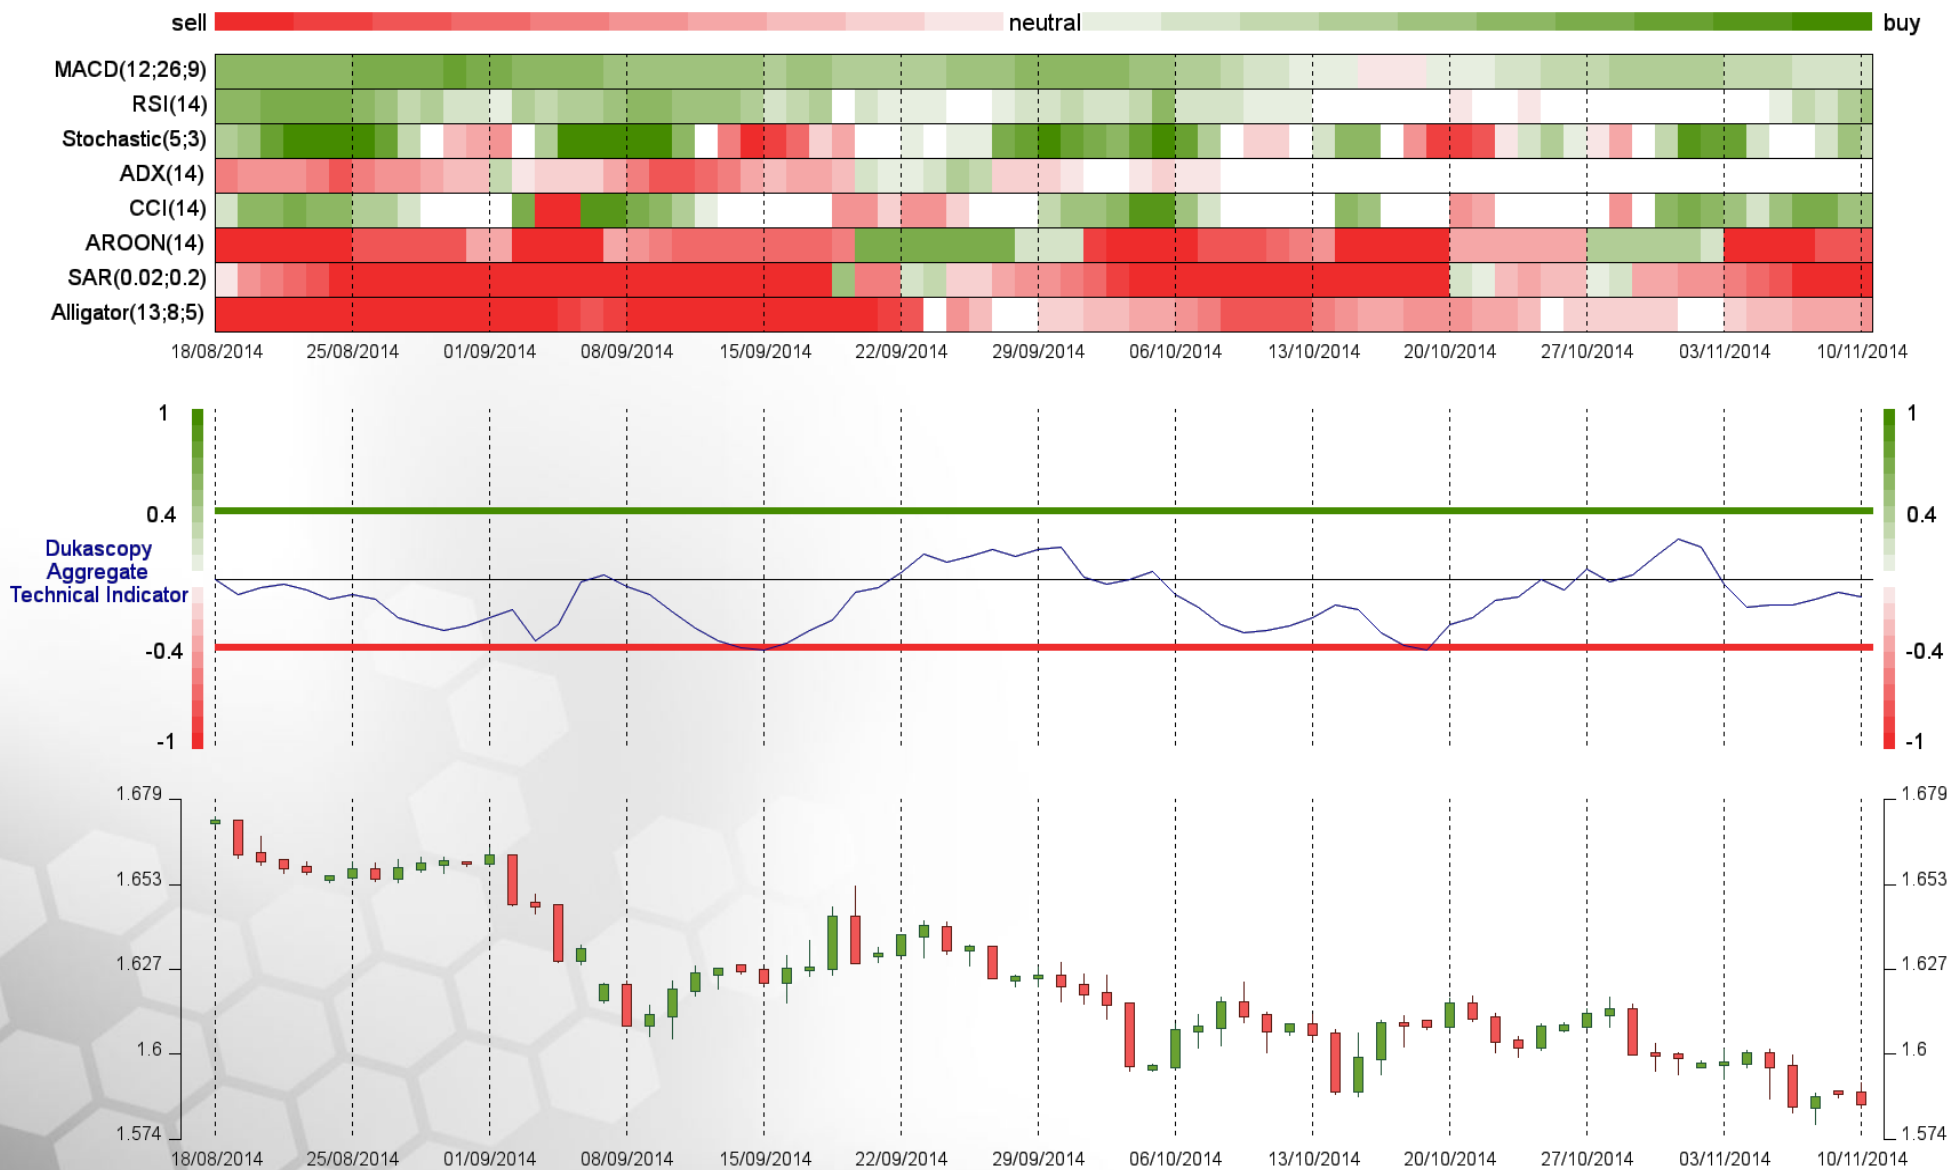 sell neutral buy
MACD(12;26;9)
RSI(14)
Stochastic(5;3)
ADX(14)
CCI(14)
AROON(14)
SAR(0.02;0.2)
Alligator(13;8;5)
18/08/2014 25/08/2014 01/09/2014 08/09/2014 15/09/2014 22/09/2014 29/09/2014 06/10/2014 13/10/2014 20/10/2014 27/10/2014 03/11/2014 10/11/2014
1 1
0.4 0.4
Dukascopy
Aggregate
Technical Indicator
-0.4 -0.4
-1 -1
1.679 1.679
1.653 1.653
1.627 1.627
1.6 1.6
1.574 1.574
18/08/2014 25/08/2014 01/09/2014 08/09/2014 15/09/2014 22/09/2014 29/09/2014 06/10/2014 13/10/2014 20/10/2014 27/10/2014 03/11/2014 10/11/2014